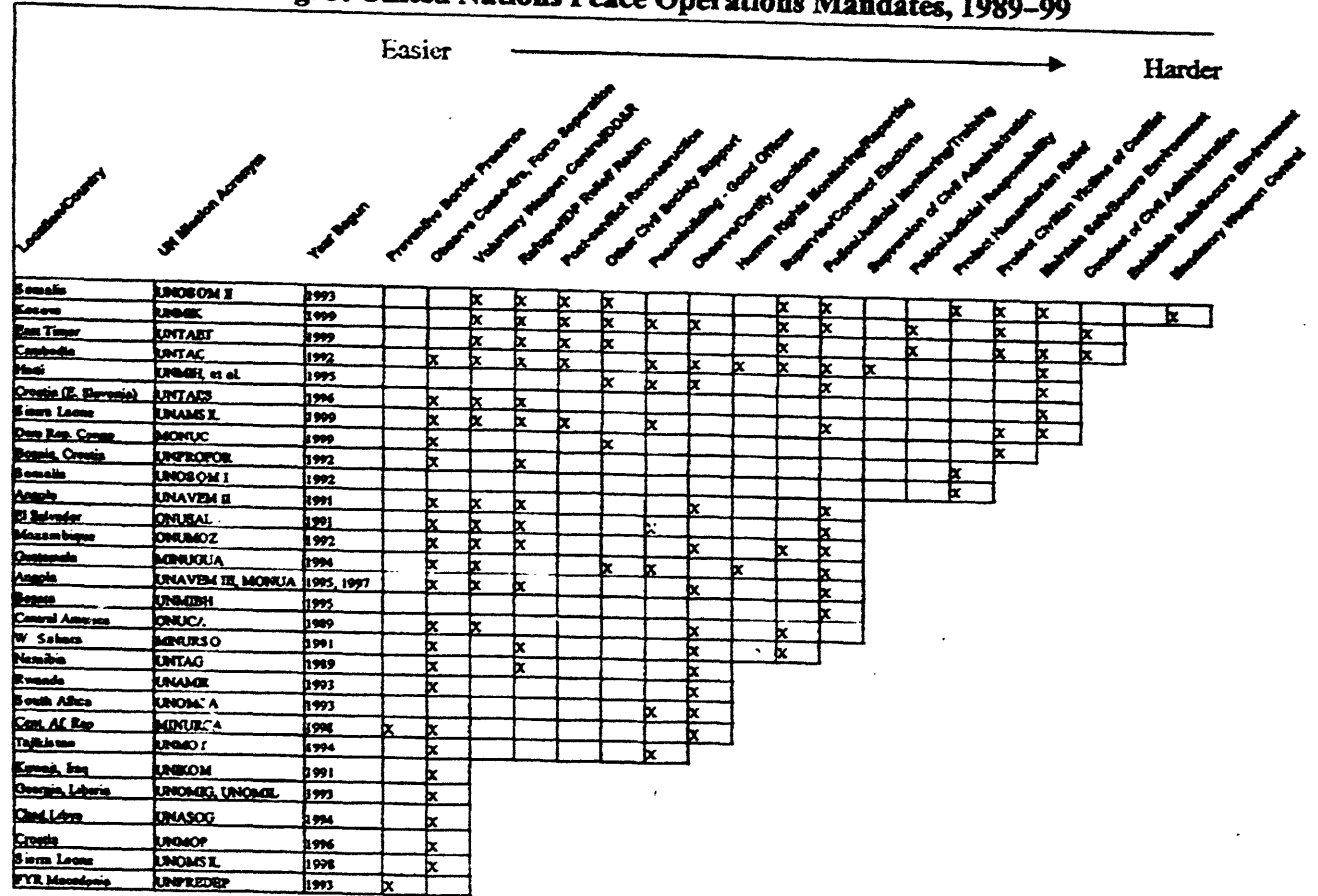 United Nations Peace Operations Mandates, 1989–99
Easier
Harder
Location/Country
UN Mission Acronym
Year Begun
Preventive Border Presence
Observe Cease-fire, Force Separation
Voluntary Weapon Control/DD&R
Refugee/IDP Relief/ Return
Post-conflict Reconstruction
Other Civil Society Support
Peacebuilding - Good Offices
Observe/Certify Elections
Human Rights Monitoring/Reporting
Supervise/Conduct Elections
Police/Judicial Monitoring/Training
Supervision of Civil Administration
Police/Judicial Responsibility
Protect Humanitarian Relief
Protect Civilian Victims of Conflict
Maintain Safe/Secure Environment
Conduct of Civil Administration
Establish Safe/Secure Environment
Mandatory Weapon Control
Somalia UNOSOM II 1993 x x x x x x x x x x
Kosovo UNMIK 1999 x x x x x x x x x x
East Timor UNTAET 1999 x x x x x x x x
Cambodia UNTAC 1992 x x x x x x x x x x x
Haiti UNMIH, et al. 1995 x x x x x
Croatia (E. Slavonia) UNTAES 1996 x x x x
Sierra Leone UNAMSIL 1999 x x x x x x x x
Dem Rep. Congo MONUC 1999 x x x
Bosnia, Croatia UNPROFOR 1992 x x x
Somalia UNOSOM I 1992 x
Angola UNAVEM II 1991 x x x x x
El Salvador ONUSAL 1991 x x x x x
Mozambique ONUMOZ 1992 x x x x x x
Guatemala MINUGUA 1994 x x x x x x
Angola UNAVEM III, MONUA 1995, 1997 x x x x x
Bosnia UNMIBH 1995 x
Central America ONUCA 1989 x x x x
W Sahara MINURSO 1991 x x x x
Namibia UNTAG 1989 x x x
Rwanda UNAMIR 1993 x x
South Africa UNOMSA 1993 x x
Cent. Af. Rep MINURCA 1998 x x x
Tajikistan UNMOT 1994 x x
Kuwait, Iraq UNIKOM 1991 x
Georgia, Liberia UNOMIG, UNOMIL 1993 x
Chad, Libya UNASOG 1994 x
Croatia UNMOP 1996 x
Sierra Leone UNOMSIL 1998 x
FYR Macedonia UNPREDEP 1993 x